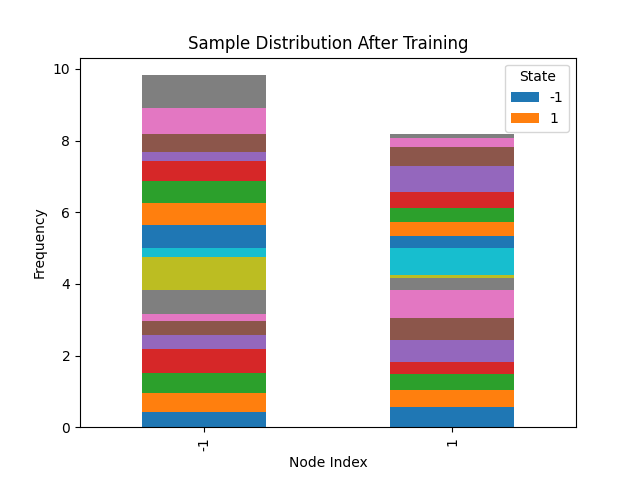 Sample Distribution After Training
10
8
6
4
2
0
Frequency
State
-1
1
-1
1
Node Index